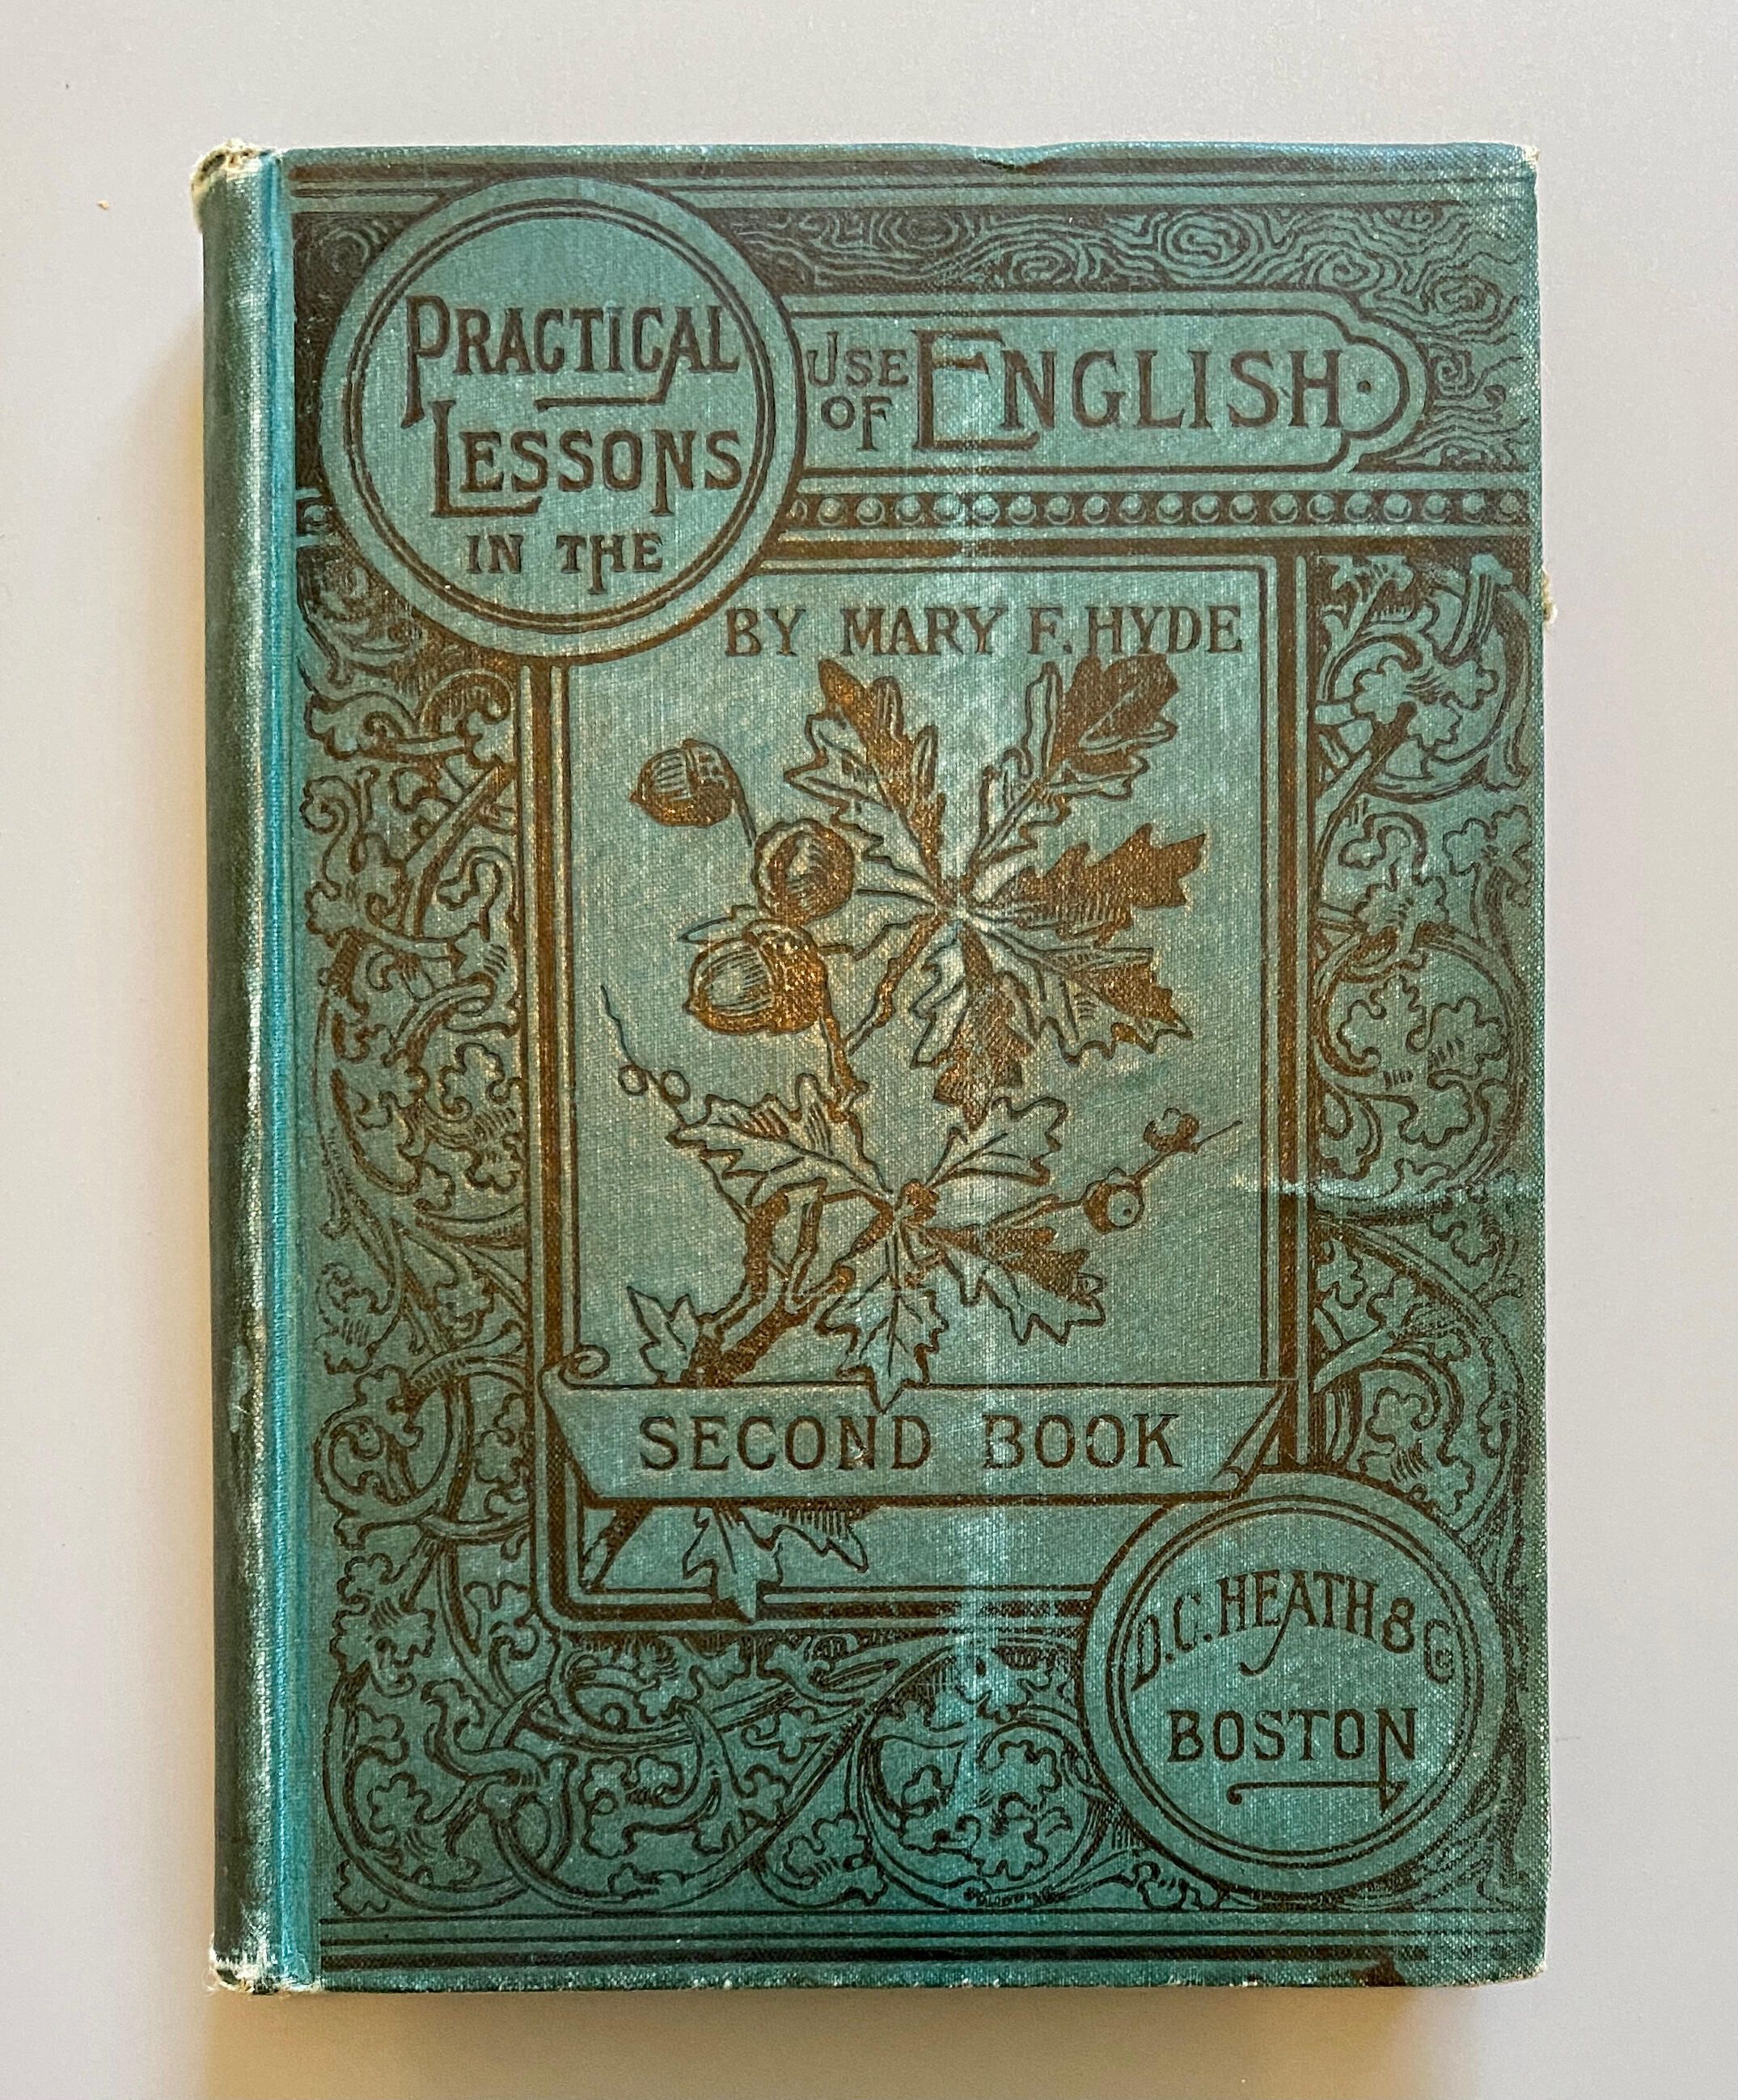 PRACTICAL
LESSONS
IN THE
USE
OF
ENGLISH.
BY MARY F. HYDE
SECOND BOOK
D.C. HEATH & CO
BOSTON